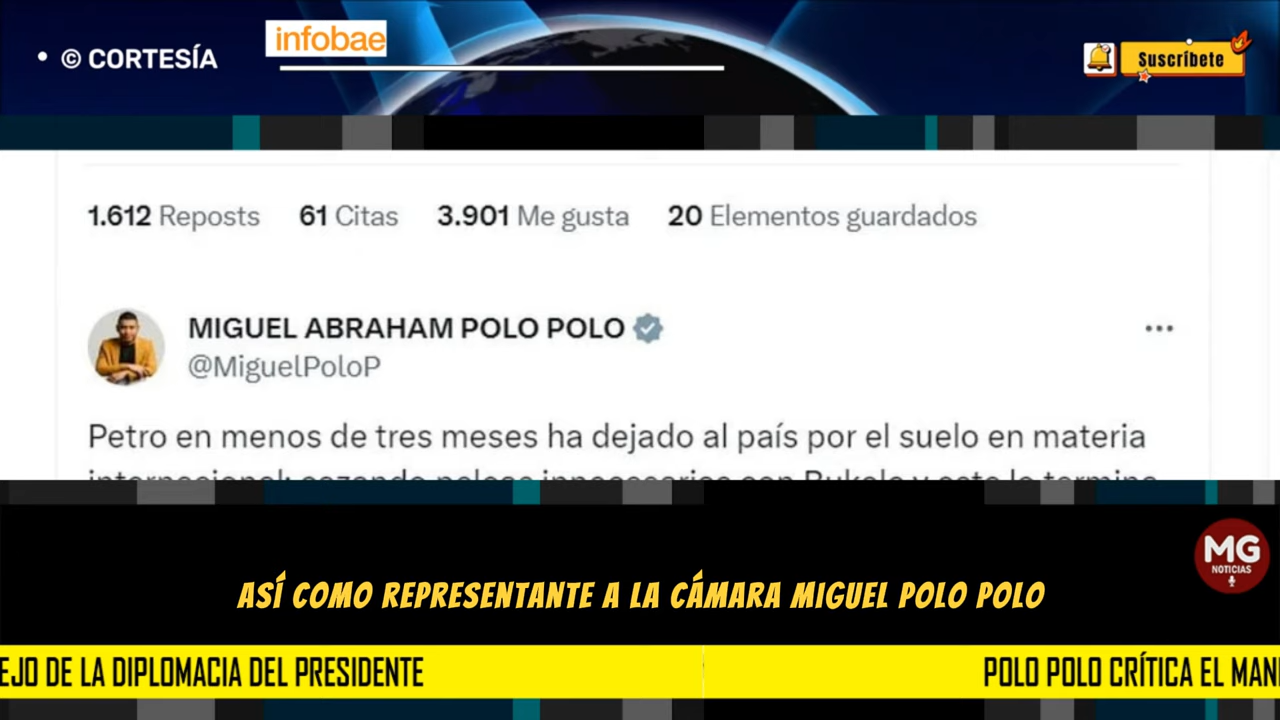 • © CORTESÍA
infobae
Suscríbete
1.612 Reposts 61 Citas 3.901 Me gusta 20 Elementos guardados
MIGUEL ABRAHAM POLO POLO
@MiguelPoloP
Petro en menos de tres meses ha dejado al país por el suelo en materia
MG
NOTICIAS
ASÍ COMO REPRESENTANTE A LA CÁMARA MIGUEL POLO POLO
EJO DE LA DIPLOMACIA DEL PRESIDENTE POLO POLO CRÍTICA EL MAN